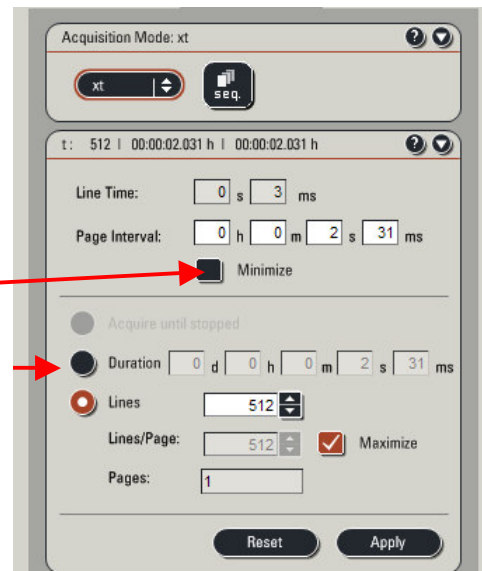 Acquisition Mode: xt
xt
seq.
t: 512 | 00:00:02.031 h | 00:00:02.031 h
Line Time: 0 s 3 ms
Page Interval: 0 h 0 m 2 s 31 ms
Minimize
Acquire until stopped
Duration 0 d 0 h 0 m 2 s 31 ms
Lines 512
Lines/Page: 512 Maximize
Pages: 1
Reset Apply